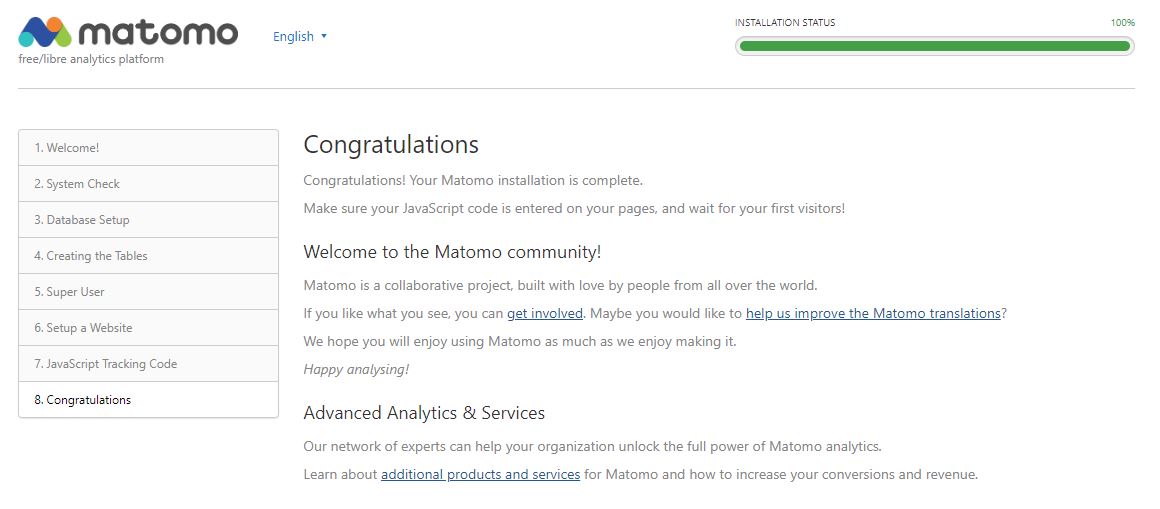 matomo
free/libre analytics platform
English
INSTALLATION STATUS
100%
1. Welcome!
2. System Check
3. Database Setup
4. Creating the Tables
5. Super User
6. Setup a Website
7. JavaScript Tracking Code
8. Congratulations
Congratulations
Congratulations! Your Matomo installation is complete.
Make sure your JavaScript code is entered on your pages, and wait for your first visitors!
Welcome to the Matomo community!
Matomo is a collaborative project, built with love by people from all over the world.
If you like what you see, you can get involved. Maybe you would like to help us improve the Matomo translations?
We hope you will enjoy using Matomo as much as we enjoy making it.
Happy analysing!
Advanced Analytics & Services
Our network of experts can help your organization unlock the full power of Matomo analytics.
Learn about additional products and services for Matomo and how to increase your conversions and revenue.